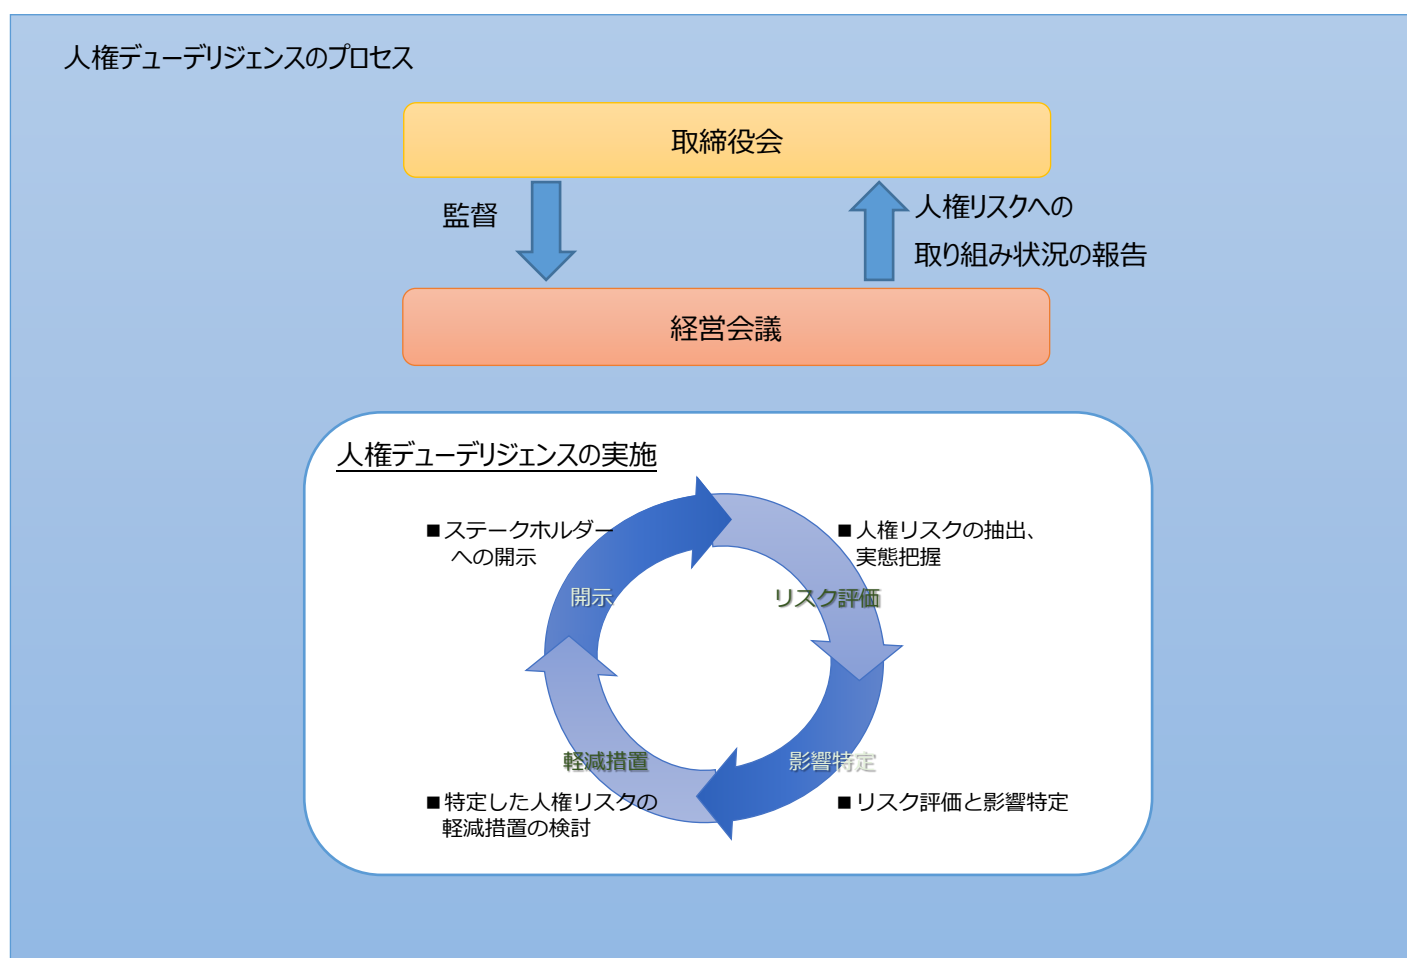 人権デューデリジェンスのプロセス
取締役会
監督
人権リスクへの
取り組み状況の報告
経営会議
人権デューデリジェンスの実施
■ステークホルダー
への開示
■人権リスクの抽出、
実態把握
開示
リスク評価
軽減措置
影響特定
■特定した人権リスクの
軽減措置の検討
■リスク評価と影響特定